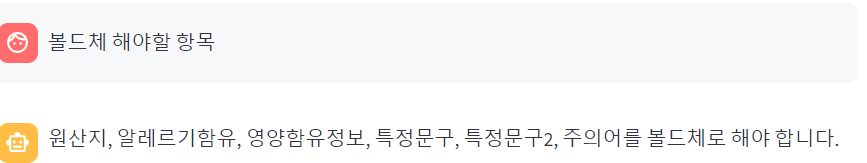 볼드체 해야할 항목
원산지, 알레르기함유, 영양함유정보, 특정문구, 특정문구2, 주의어를 볼드체로 해야 합니다.